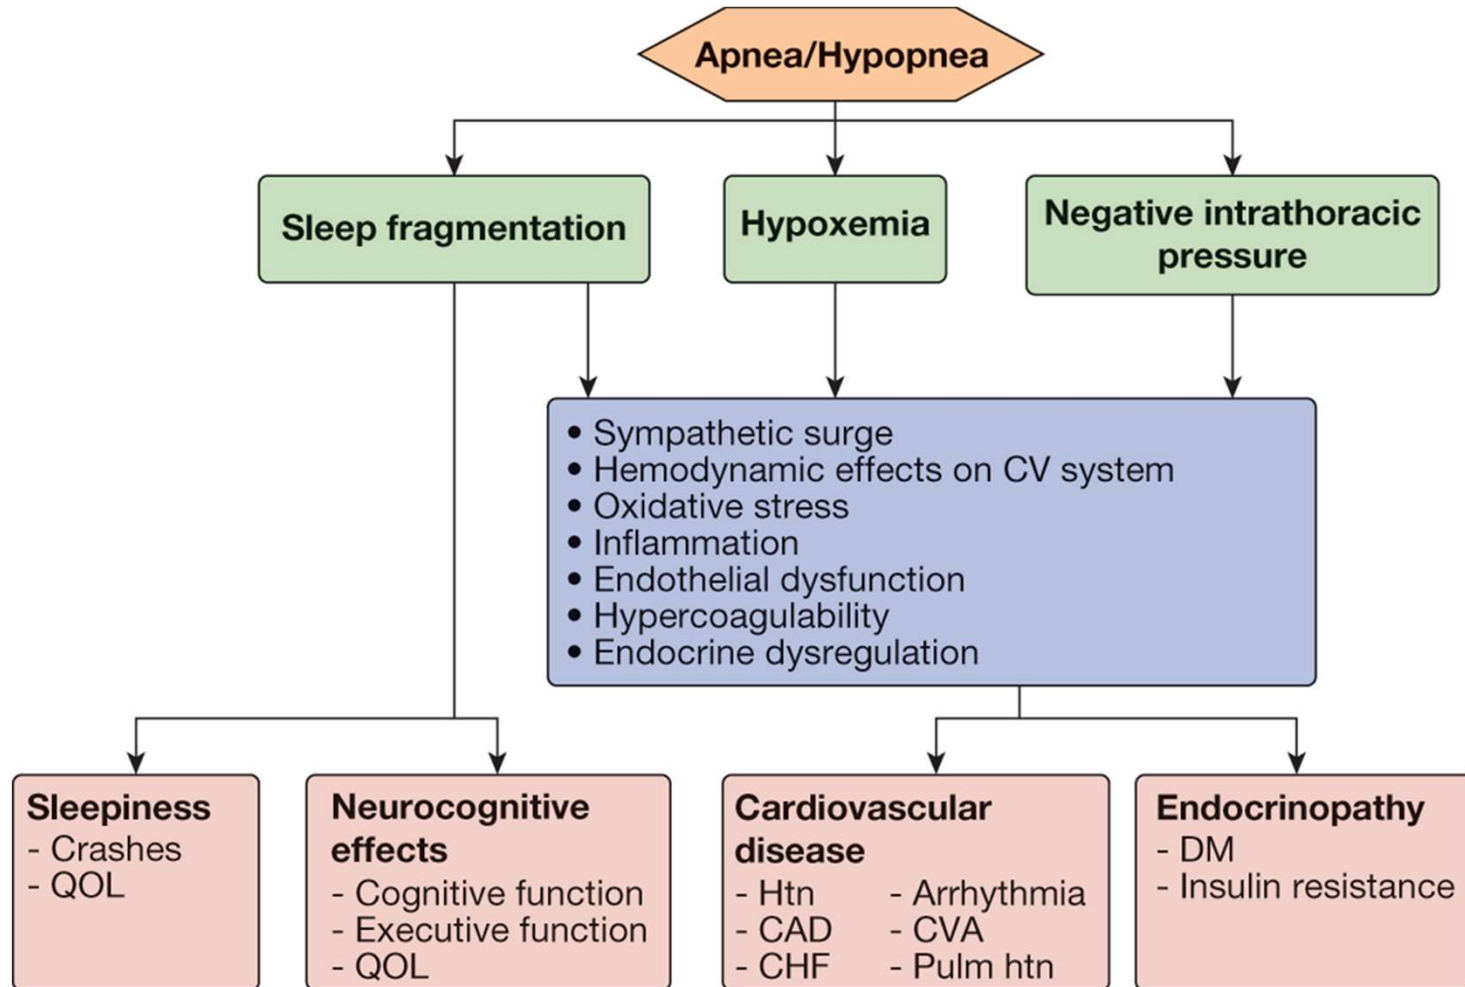 Apnea/Hypopnea
Sleep fragmentation
Hypoxemia
Negative intrathoracic
pressure
• Sympathetic surge
• Hemodynamic effects on CV system
• Oxidative stress
• Inflammation
• Endothelial dysfunction
• Hypercoagulability
• Endocrine dysregulation
Sleepiness
- Crashes
- QOL
Neurocognitive
effects
- Cognitive function
- Executive function
- QOL
Cardiovascular
disease
- Htn - Arrhythmia
- CAD - CVA
- CHF - Pulm htn
Endocrinopathy
- DM
- Insulin resistance